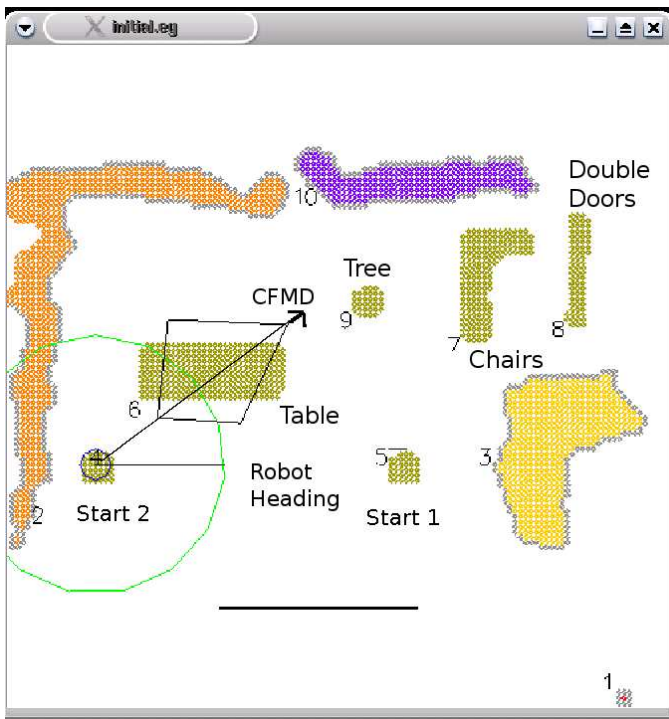 initial.eg
Double
Doors
10
Tree
CFMD
9
8
7
Chairs
6
Table
5
3
4
Robot
Heading
2
Start 2
Start 1
1